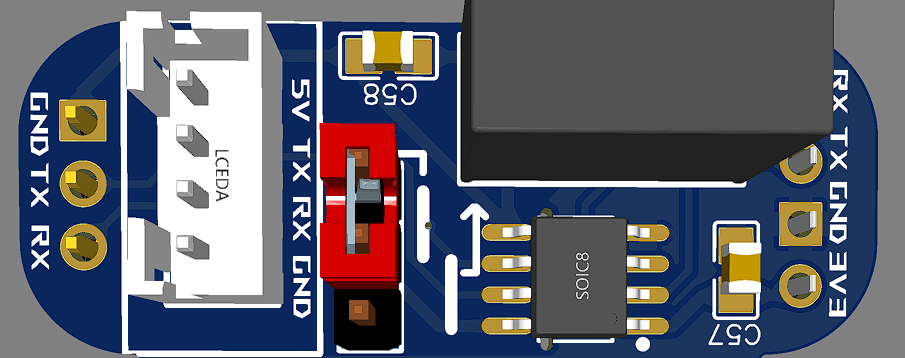 GND TX RX
LCEDA
5V TX RX GND
C58
SOIC8
C57
RX TX GND 3V3